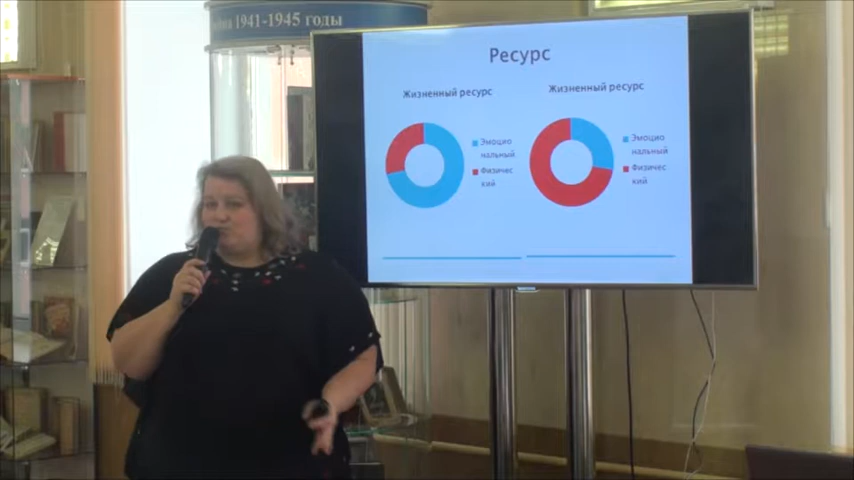 1941-1945 годы
Ресурс
Жизненный ресурс
Эмоцио
нальный
Физичес
кий
Жизненный ресурс
Эмоцио
нальный
Физичес
кий